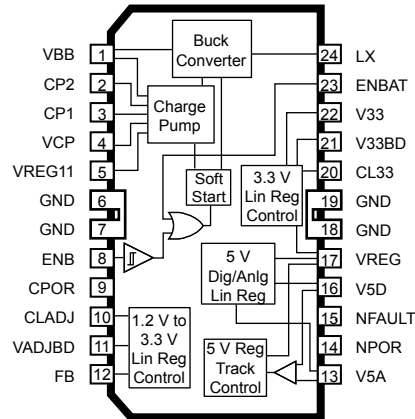 VBB 1
CP2 2
CP1 3
VCP 4
VREG11 5
GND 6
GND 7
ENB 8
CPOR 9
CLADJ 10
VADJBD 11
FB 12
Buck
Converter
Charge
Pump
Soft
Start
3.3 V
Lin Reg
Control
5 V
Dig/Anlg
Lin Reg
1.2 V to
3.3 V
Lin Reg
Control
5 V Reg
Track
Control
24 LX
23 ENBAT
22 V33
21 V33BD
20 CL33
19 GND
18 GND
17 VREG
16 V5D
15 NFAULT
14 NPOR
13 V5A